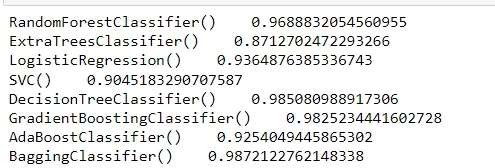 RandomForestClassifier()    0.9688832054560955
ExtraTreesClassifier()    0.8712702472293266
LogisticRegression()    0.9364876385336743
SVC()    0.9045183290707587
DecisionTreeClassifier()    0.985080988917306
GradientBoostingClassifier()    0.9825234441602728
AdaBoostClassifier()    0.9254049445865302
BaggingClassifier()    0.9872122762148338